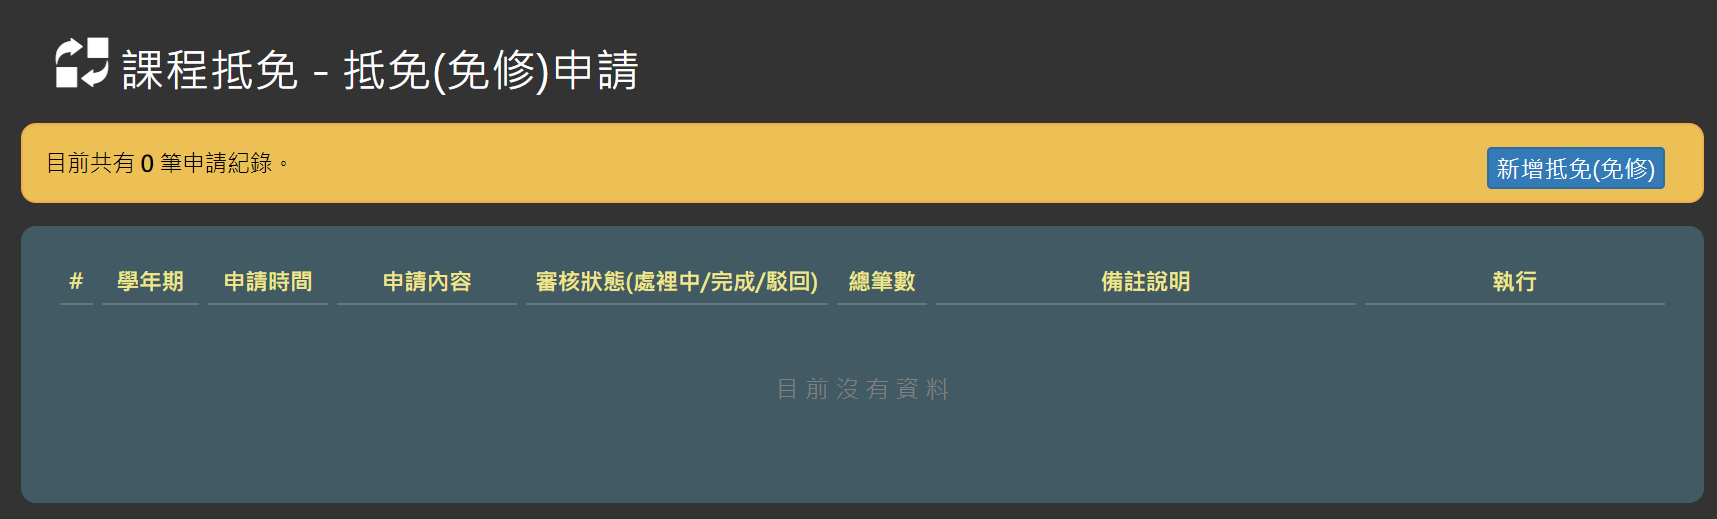 課程抵免 - 抵免(免修)申請
目前共有 0 筆申請紀錄。
新增抵免(免修)
# 學年期 申請時間 申請內容 審核狀態(處裡中/完成/駁回) 總筆數 備註說明 執行
目前沒有資料